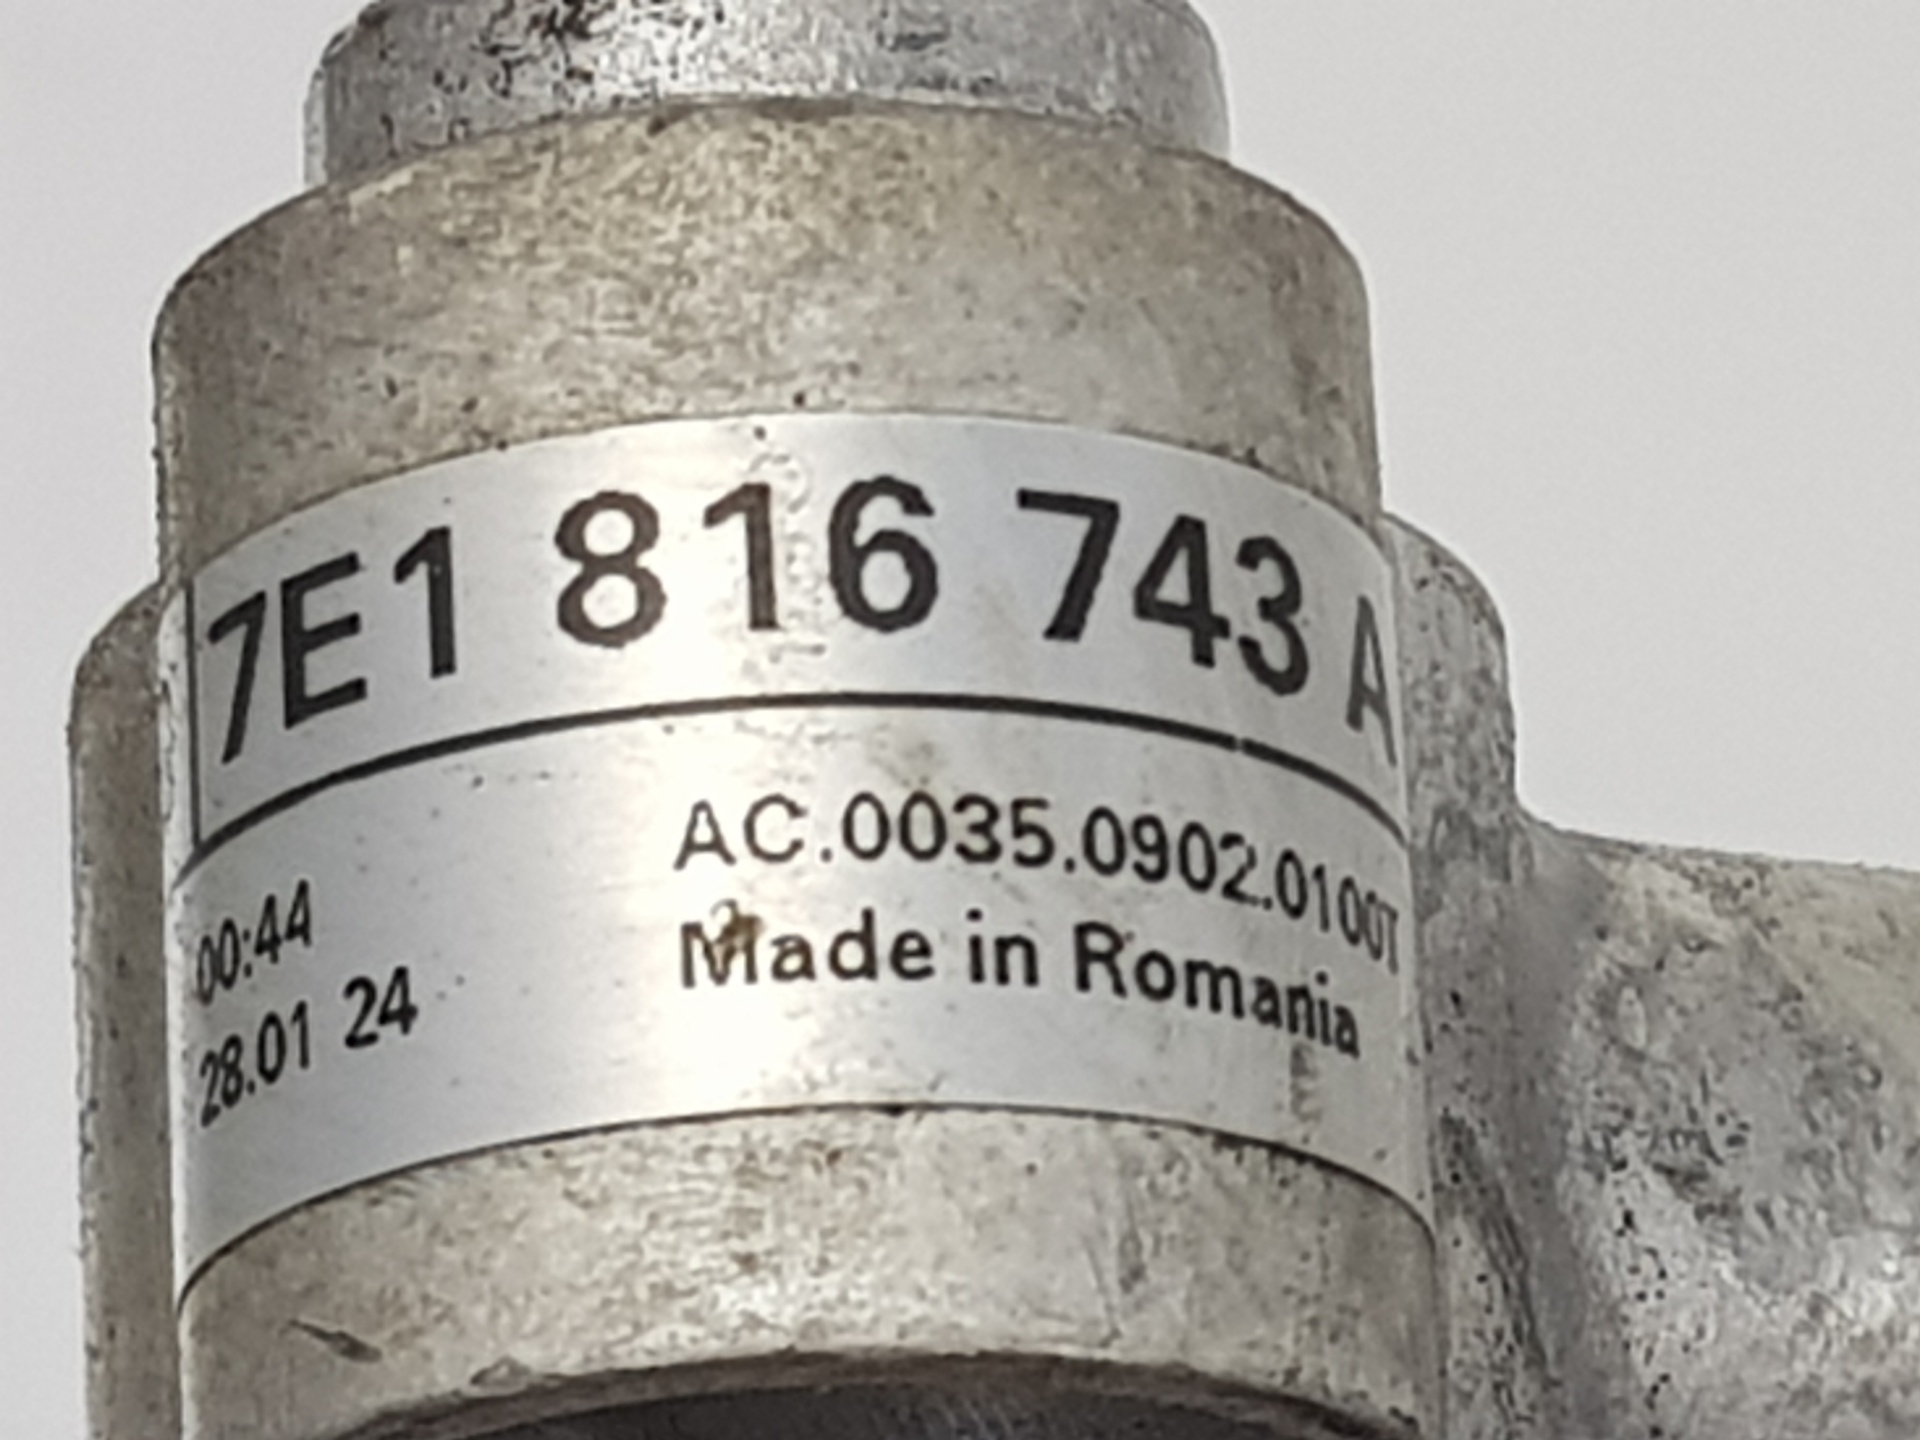 7E1 816 743 A
AC.0035.0902.0100T
00:44
Made in Romania
28.01 24